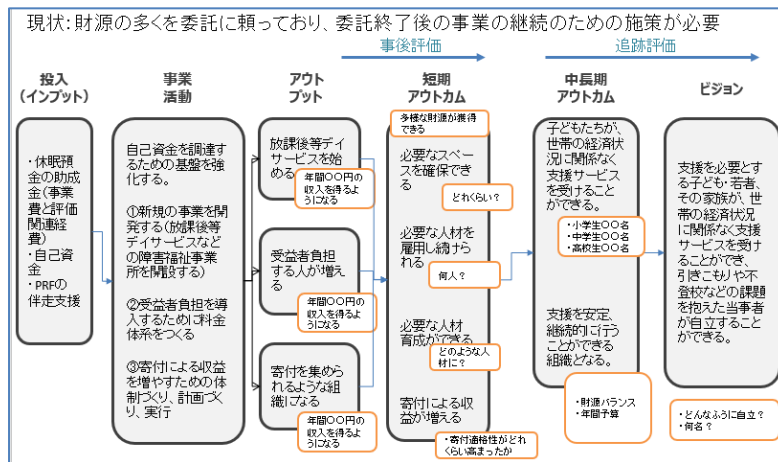 現状:財源の多くを委託に頼っており、委託終了後の事業の継続のための施策が必要
事後評価
追跡評価
投入
(インプット)
・休眠預
金の助成
金(事業
費と評価
関連経
費)
・自己資
金
・PRFの
伴走支援
事業
活動
自己資金を調達す
るための基盤を強
化する。
①新規の事業を開
発する(放課後等
デイサービスなど
の障害福祉事業
所を開設する)
②受益者負担を導
入するために料金
体系をつくる
③寄付による収益
を増やすための体
制づくり、計画づく
り、実行
アウト
プット
放課後等デイ
サービスを始
める
年間〇〇円の
収入を得るよ
うになる
受益者負担
する人が増え
る
年間〇〇円の
収入を得るよ
うになる
寄付を集め
られるような組
織になる
年間〇〇円の
収入を得るよ
うになる
短期
アウトカム
多様な財源が獲得
できる
必要なスペー
スを確保でき
る
どれくらい?
必要な人材を
雇用し続けら
れる
何人?
必要な人材
育成ができる
どのような人
材に?
寄付による収
益が増える
・寄付適格性がどれ
くらい高まったか
中長期
アウトカム
子どもたちが、
世帯の経済状
況に関係なく
支援サービス
を受けること
ができる。
・小学生〇〇名
・中学生〇〇名
・高校生〇〇名
支援を安定、
継続的に行う
ことができる
組織となる。
・財源バランス
・年間予算
ビジョン
支援を必要と
する子ども・若者、
その家族が、世
帯の経済状況
に関係なく支援
サービスを受け
ることができ、
引きこもりや不
登校などの課題
を抱えた当事者
が自立すること
ができる。
・どんなふうに自立?
・何名?